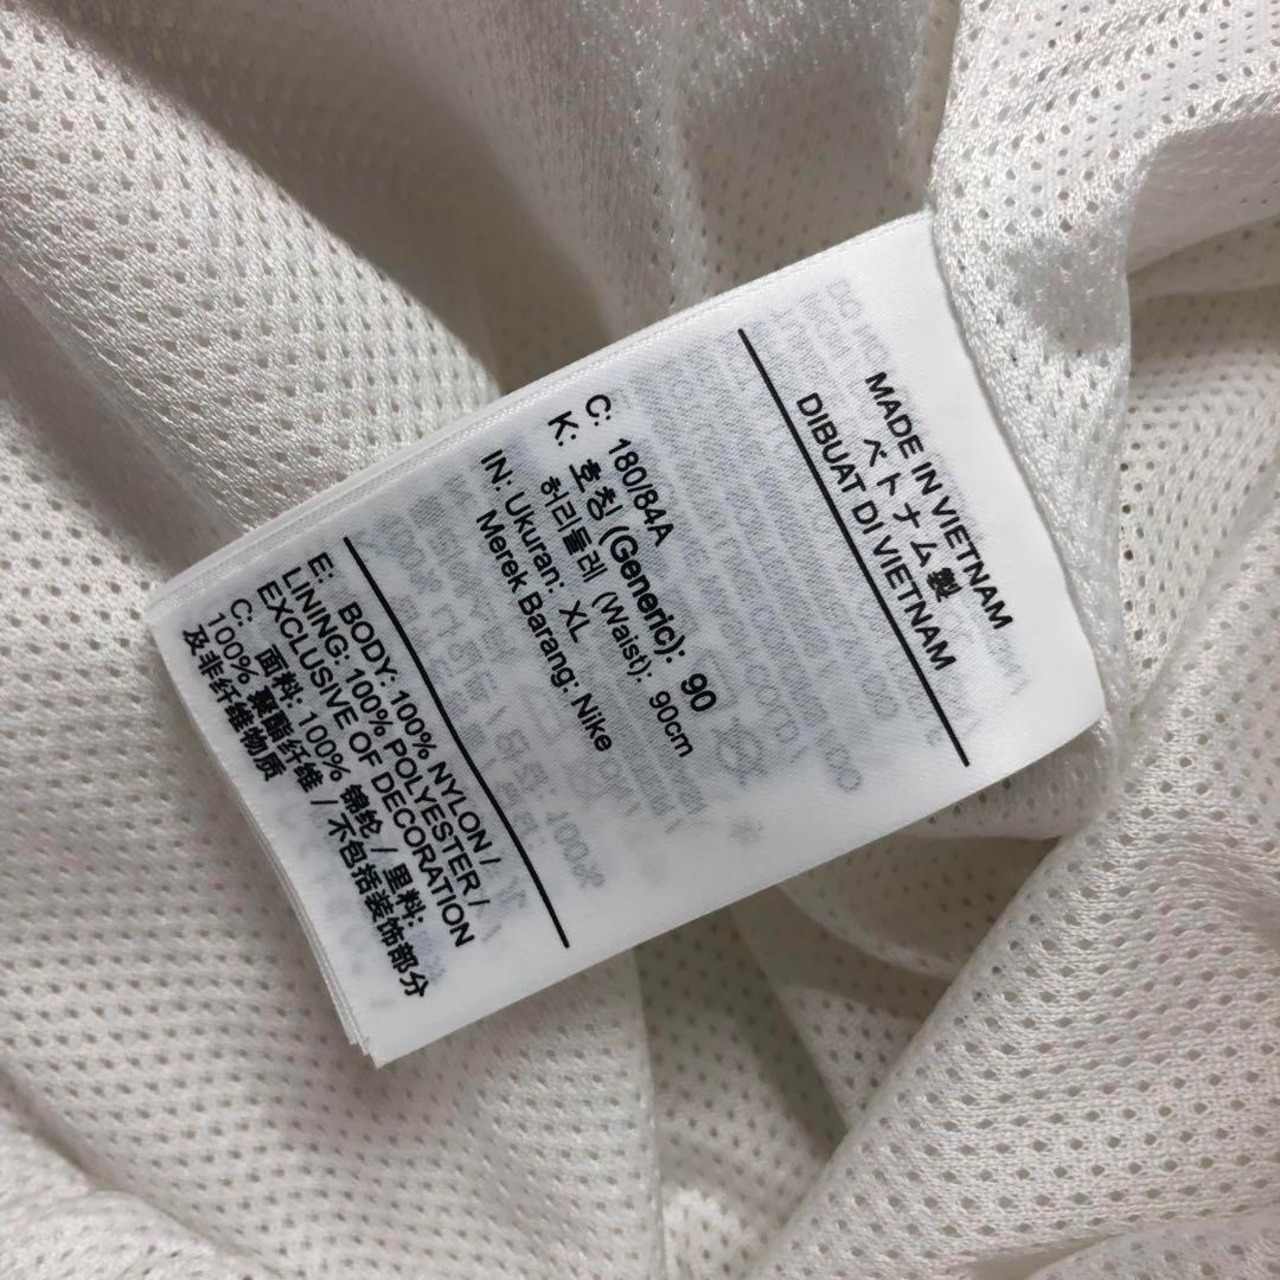 MADE IN VIETNAM
ベトナム製
DIBUAT DI VIETNAM
C: 180/84A
K: 호칭 (Generic): 90
허리둘레 (Waist): 90cm
IN: Ukuran: XL
Merek Barang: Nike
E: BODY: 100% NYLON /
LINING: 100% POLYESTER /
EXCLUSIVE OF DECORATION
C: 面料: 100% 锦纶 / 里料:
100% 聚酯纤维 / 不包括装饰部分
及非纤维物质